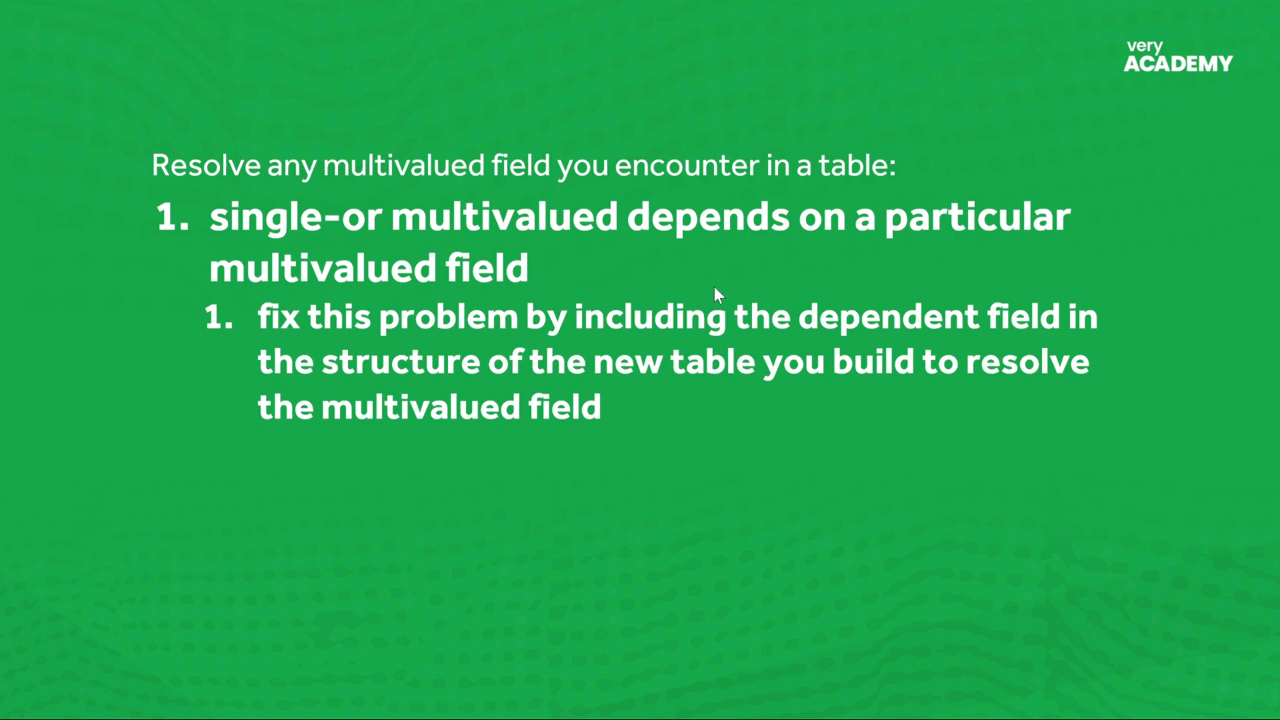 very
ACADEMY
Resolve any multivalued field you encounter in a table:
1. single-or multivalued depends on a particular
multivalued field
1. fix this problem by including the dependent field in
the structure of the new table you build to resolve
the multivalued field